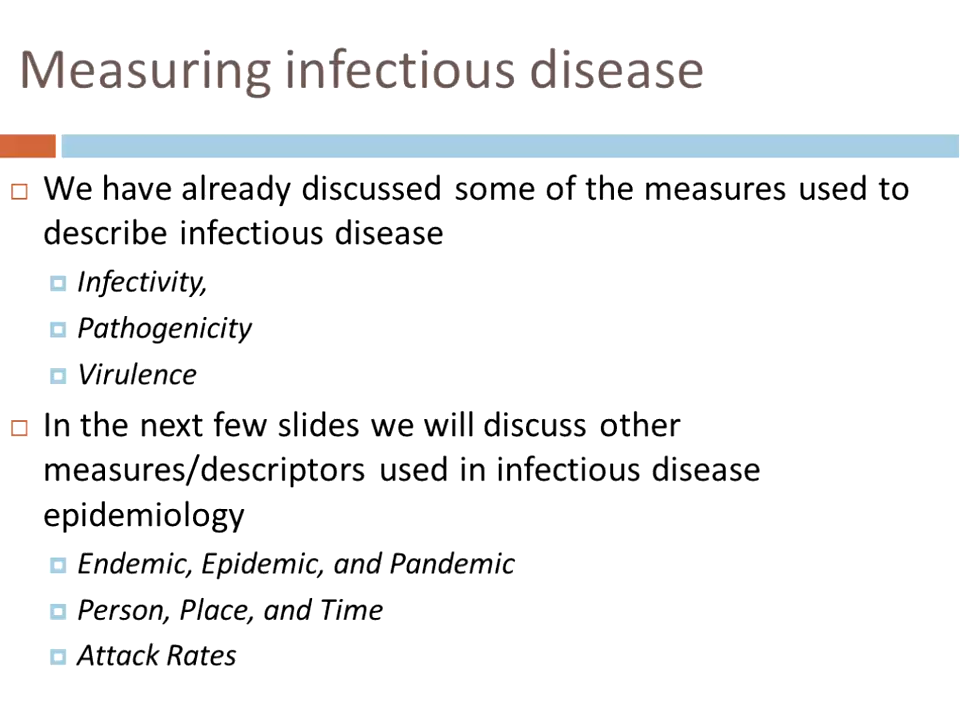 Measuring infectious disease
We have already discussed some of the measures used to
describe infectious disease
Infectivity,
Pathogenicity
Virulence
In the next few slides we will discuss other
measures/descriptors used in infectious disease
epidemiology
Endemic, Epidemic, and Pandemic
Person, Place, and Time
Attack Rates